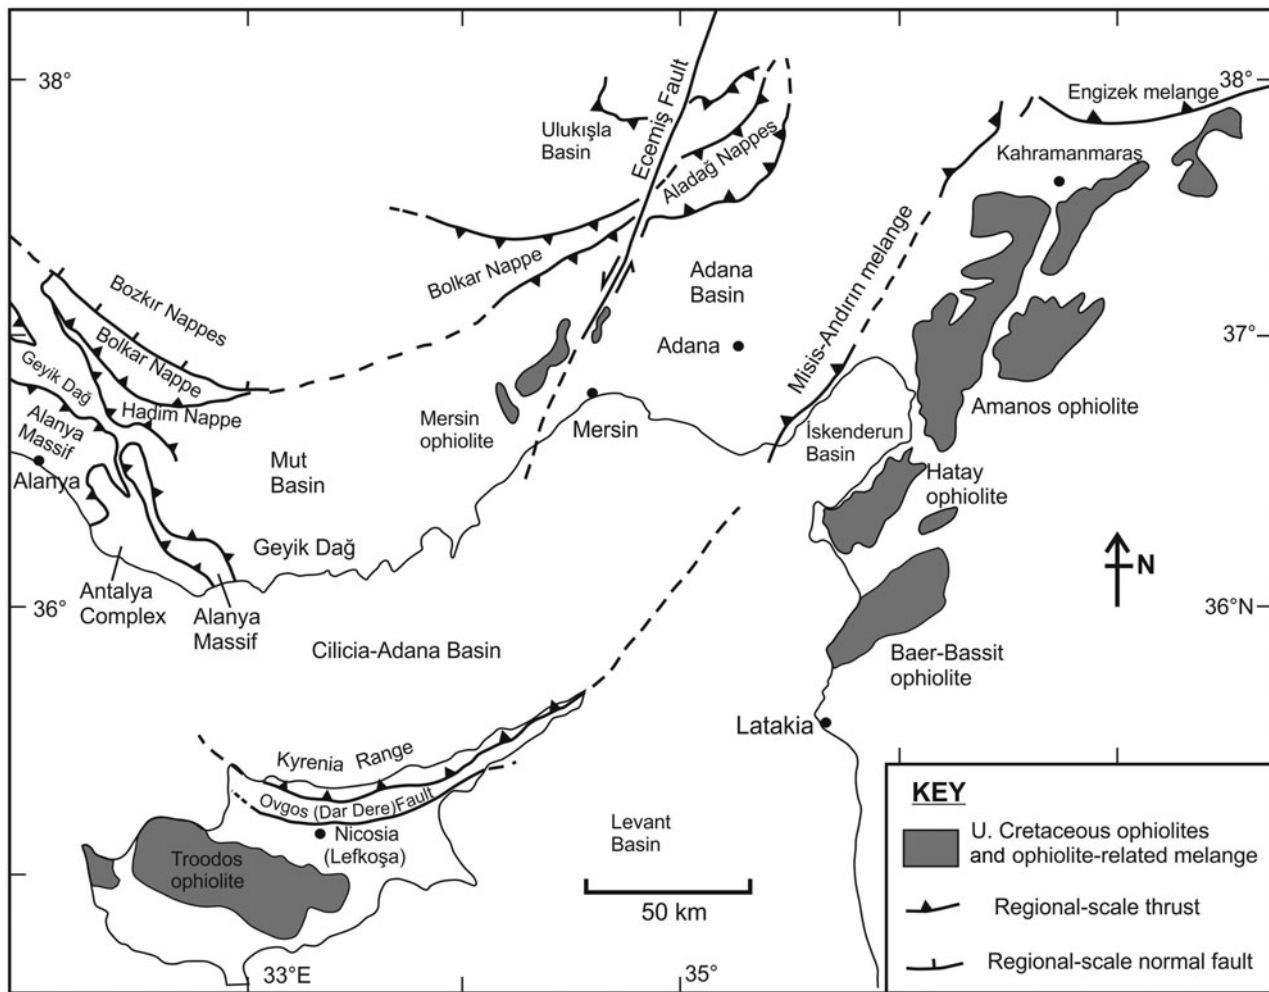 38°
38°
Engizek melange
Ulukışla
Basin
Ecemiş Fault
Aladağ Nappes
Kahramanmaraş
Bozkır Nappes
Bolkar Nappe
Adana
Basin
Misis-Andırın melange
37°
Bolkar Nappe
Geyik Dağ
Adana
Hadim Nappe
Alanya
Massif
Mersin
ophiolite
Mersin
Amanos ophiolite
İskenderun
Basin
Mut
Basin
Alanya
Hatay
ophiolite
Geyik Dağ
N
Antalya
Complex
Alanya
Massif
36°
36°N
Cilicia-Adana Basin
Baer-Bassit
ophiolite
Latakia
Kyrenia Range
Ovgos (Dar Dere) Fault
Nicosia
(Lefkoşa)
Levant
Basin
Troodos
ophiolite
50 km
33°E
35°
KEY
U. Cretaceous ophiolites
and ophiolite-related melange
Regional-scale thrust
Regional-scale normal fault